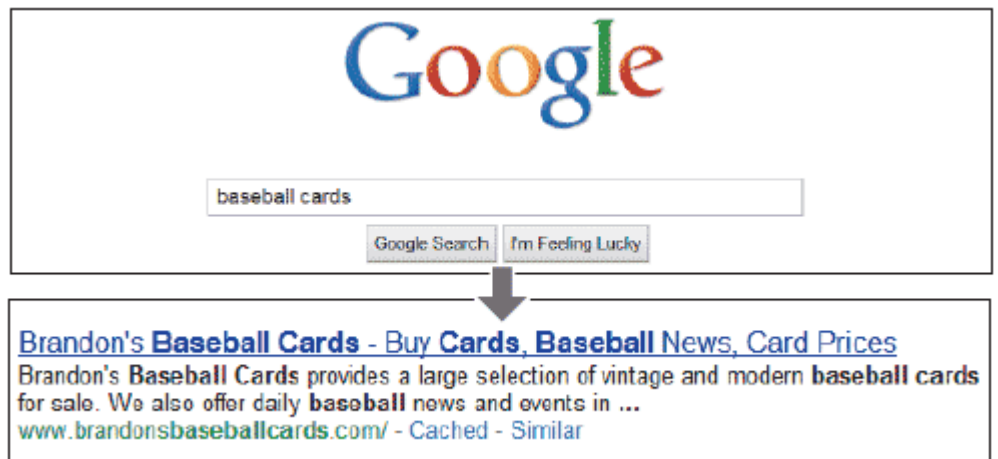 Google
baseball cards
Google Search I'm Feeling Lucky
Brandon's Baseball Cards - Buy Cards, Baseball News, Card Prices
Brandon's Baseball Cards provides a large selection of vintage and modern baseball cards
for sale. We also offer daily baseball news and events in ...
www.brandonsbaseballcards.com/ - Cached - Similar